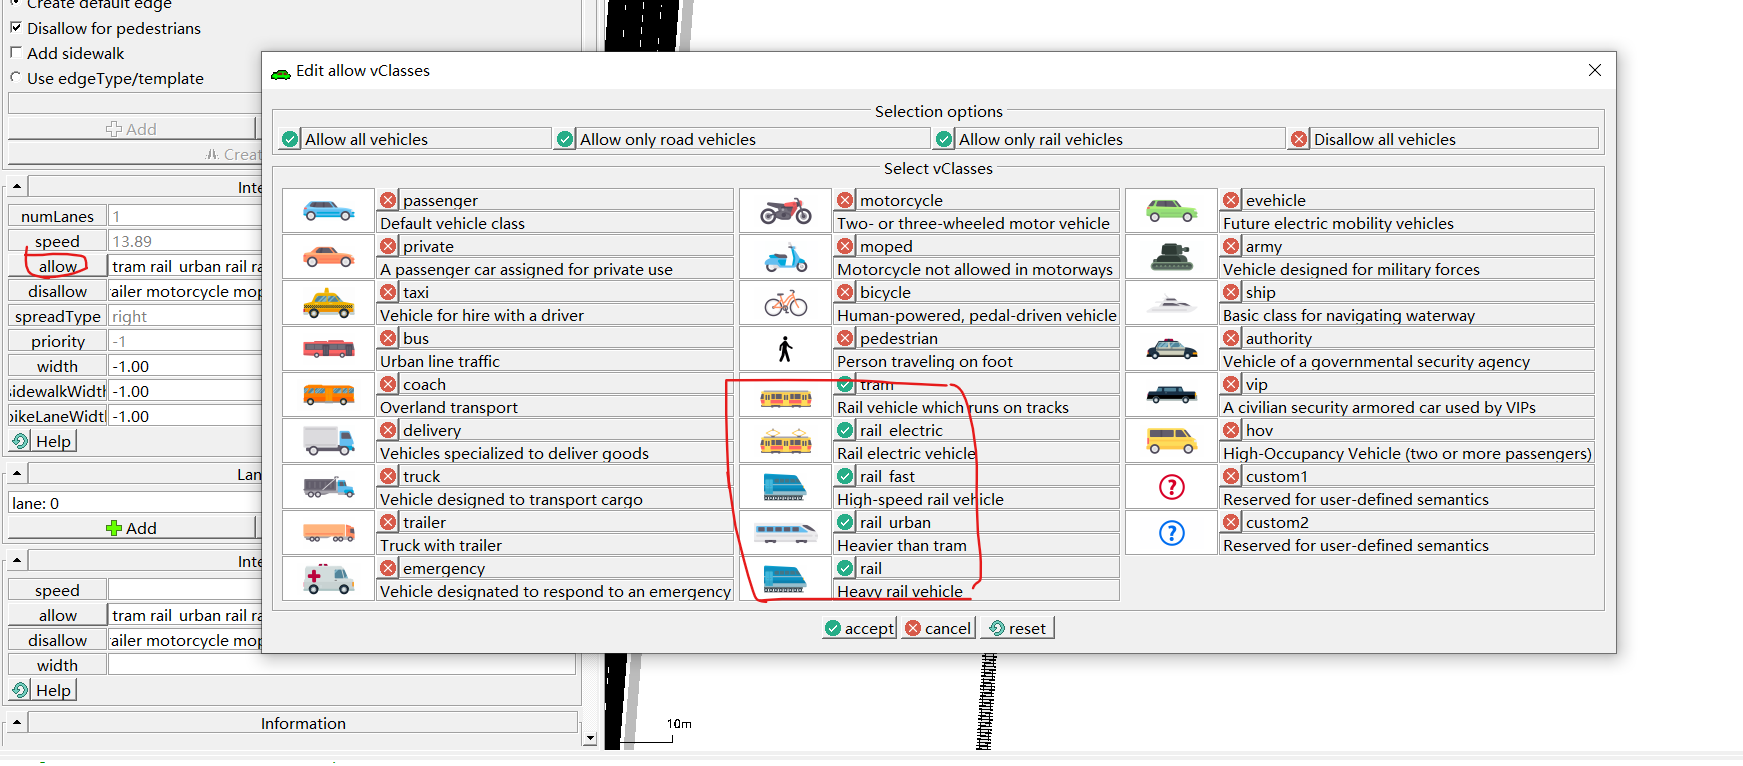 Create default edge
Disallow for pedestrians
Add sidewalk
Use edgeType/template
Add
Creat
Inte
numLanes 1
speed 13.89
allow tram rail_urban rail ra
disallow ailer motorcycle mop
spreadType right
priority -1
width -1.00
idewalkWidth -1.00
bikeLaneWidt -1.00
Help
Lan
lane: 0
Add
Inte
speed
allow tram rail_urban rail ra
disallow ailer motorcycle mop
width
Help
Information
Edit allow vClasses
Selection options
Allow all vehicles Allow only road vehicles Allow only rail vehicles Disallow all vehicles
Select vClasses
passenger motorcycle evehicle
Default vehicle class Two- or three-wheeled motor vehicle Future electric mobility vehicles
private moped army
A passenger car assigned for private use Motorcycle not allowed in motorways Vehicle designed for military forces
taxi bicycle ship
Vehicle for hire with a driver Human-powered, pedal-driven vehicle Basic class for navigating waterway
bus pedestrian authority
Urban line traffic Person traveling on foot Vehicle of a governmental security agency
coach tram vip
Overland transport Rail vehicle which runs on tracks A civilian security armored car used by VIPs
delivery rail_electric hov
Vehicles specialized to deliver goods Rail electric vehicle High-Occupancy Vehicle (two or more passengers)
truck rail_fast custom1
Vehicle designed to transport cargo High-speed rail vehicle Reserved for user-defined semantics
trailer rail_urban custom2
Truck with trailer Heavier than tram Reserved for user-defined semantics
emergency rail
Vehicle designated to respond to an emergency Heavy rail vehicle
accept cancel reset
10m